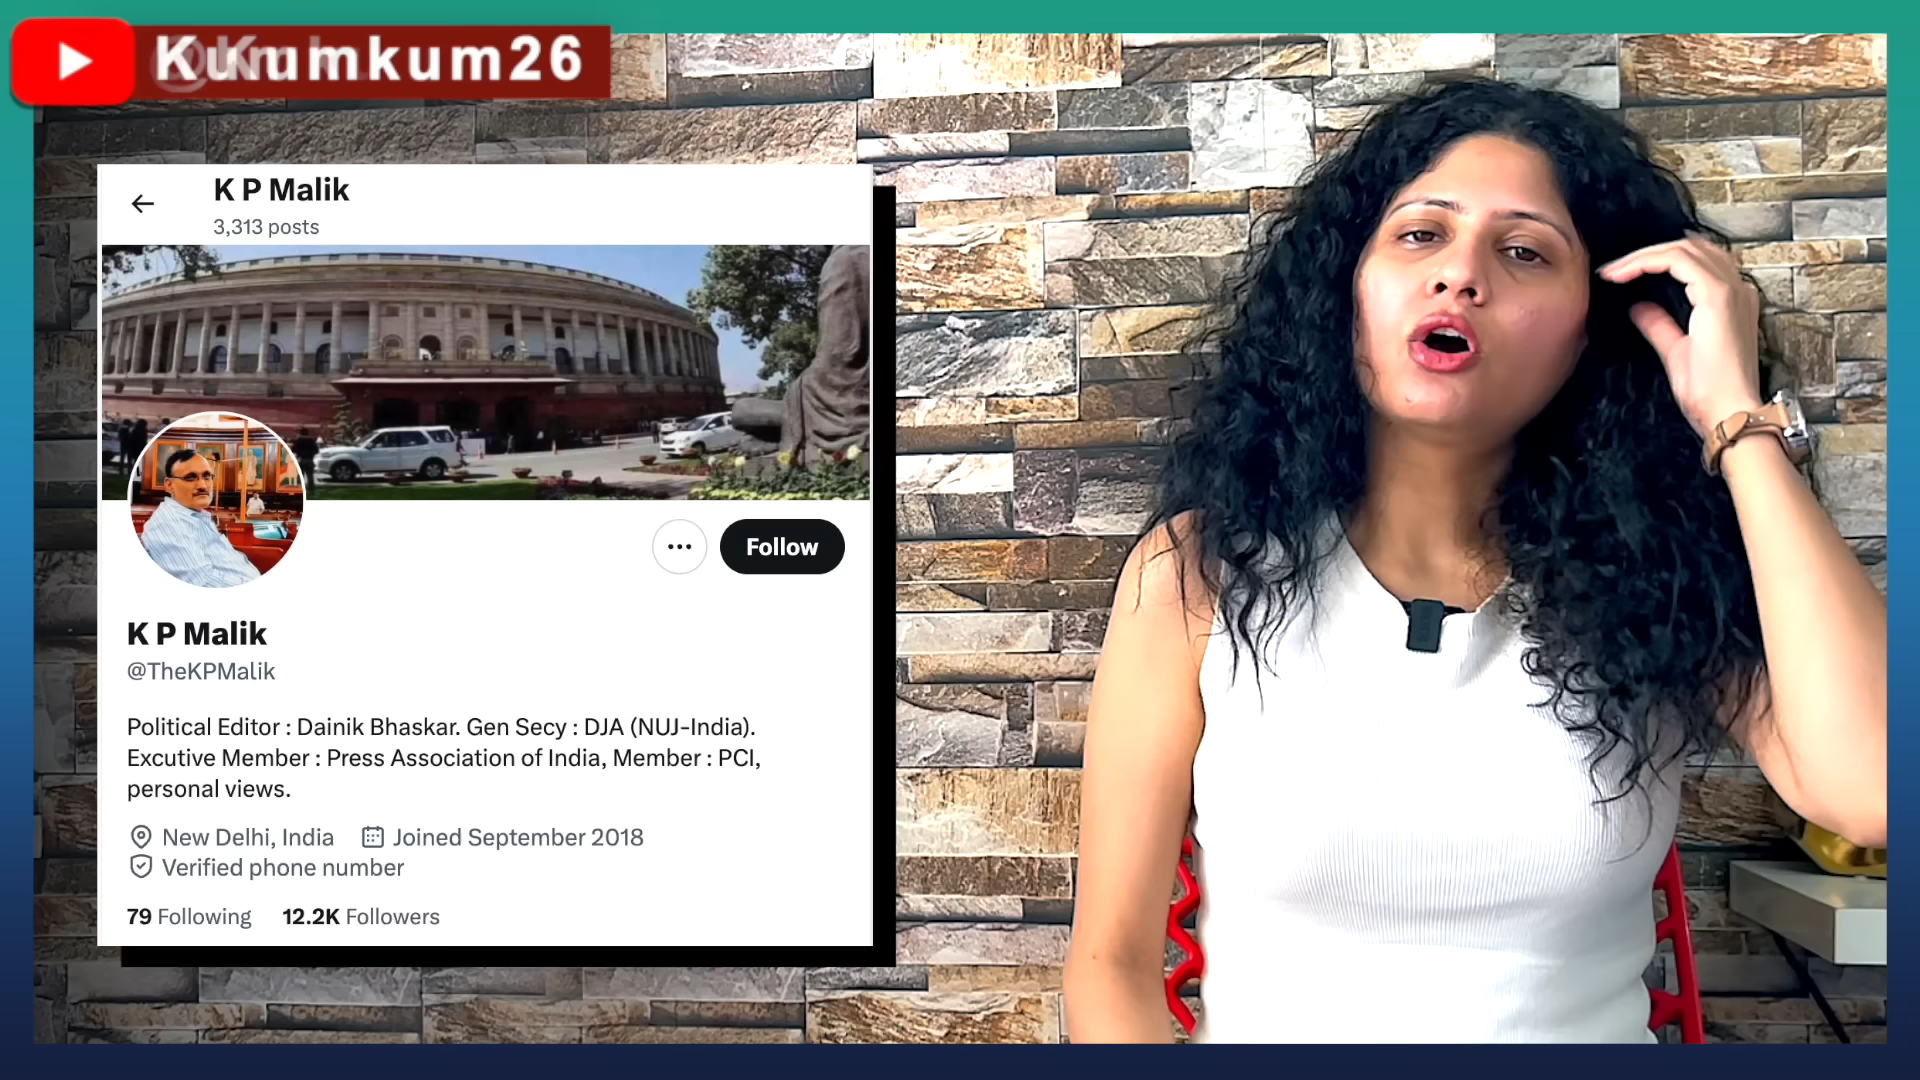 Kukumkum26
K P Malik
3,313 posts
Follow
K P Malik
@TheKPMalik
Political Editor : Dainik Bhaskar. Gen Secy : DJA (NUJ-India).
Excutive Member : Press Association of India, Member : PCI,
personal views.
New Delhi, India Joined September 2018
Verified phone number
79 Following 12.2K Followers